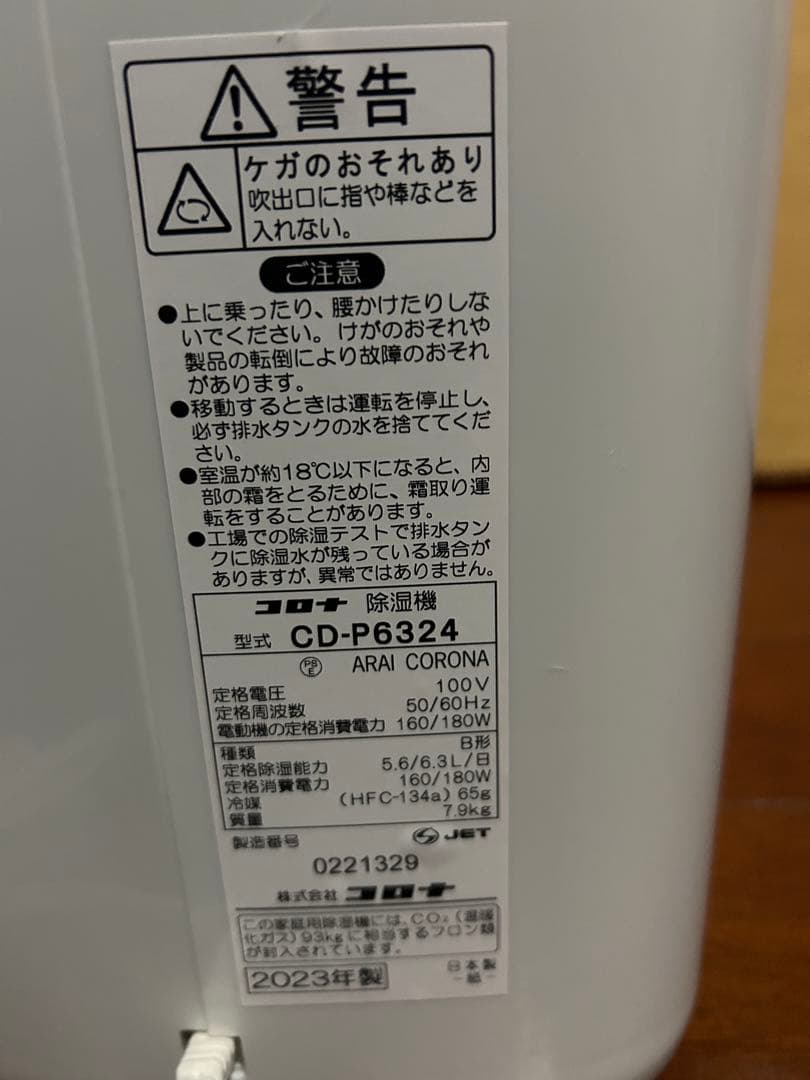 警告
ケガのおそれあり
吹出口に指や棒などを
入れない。
ご注意
●上に乗ったり、腰かけたりしな
いでください。けがのおそれや
製品の転倒により故障のおそれ
があります。
●移動するときは運転を停止し、
必ず排水タンクの水を捨ててくだ
さい。
●室温が約18℃以下になると、内
部の霜をとるために、霜取り運
転をすることがあります。
●工場での除湿テストで排水タン
クに除湿水が残っている場合が
ありますが、異常ではありません。
コロナ 除湿機
型式 CD-P6324
PSE ARAI CORONA
定格電圧 100V
定格周波数 50/60Hz
電動機の定格消費電力 160/180W
種類 B形
定格除湿能力 5.6/6.3L/日
定格消費電力 160/180W
冷媒 (HFC-134a) 65g
質量 7.9kg
製造番号 JET
0221329
株式会社 コロナ
この家庭用除湿機には、CO₂(温暖
化ガス)93kgに相当するフロン類
が封入されています。
2023年製 日本製
-紙-